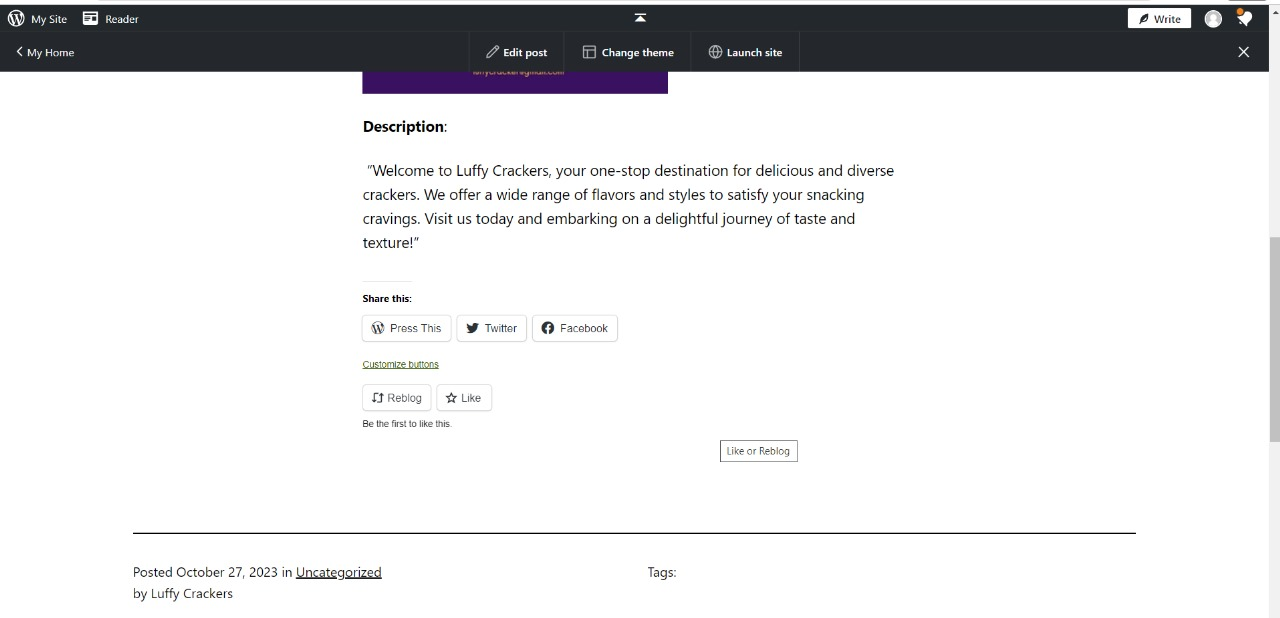 My Site Reader Write
My Home Edit post Change theme Launch site
Description:
“Welcome to Luffy Crackers, your one-stop destination for delicious and diverse
crackers. We offer a wide range of flavors and styles to satisfy your snacking
cravings. Visit us today and embarking on a delightful journey of taste and
texture!”
Share this:
Press This Twitter Facebook
Customize buttons
Reblog Like
Be the first to like this.
Like or Reblog
Posted October 27, 2023 in Uncategorized Tags:
by Luffy Crackers